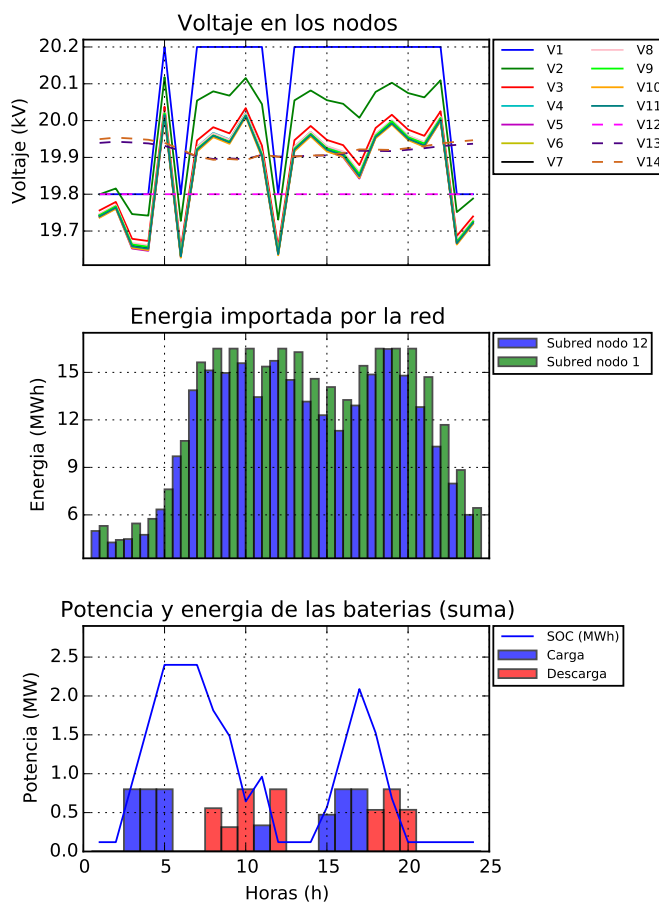 Voltaje en los nodos
Voltaje (kV)
20.2
20.1
20.0
19.9
19.8
19.7
V1 V8
V2 V9
V3 V10
V4 V11
V5 V12
V6 V13
V7 V14
Energia importada por la red
Energia (MWh)
15
12
9
6
Subred nodo 12
Subred nodo 1
Potencia y energia de las baterias (suma)
Potencia (MW)
2.5
2.0
1.5
1.0
0.5
0.0
SOC (MWh)
Carga
Descarga
0 5 10 15 20 25
Horas (h)